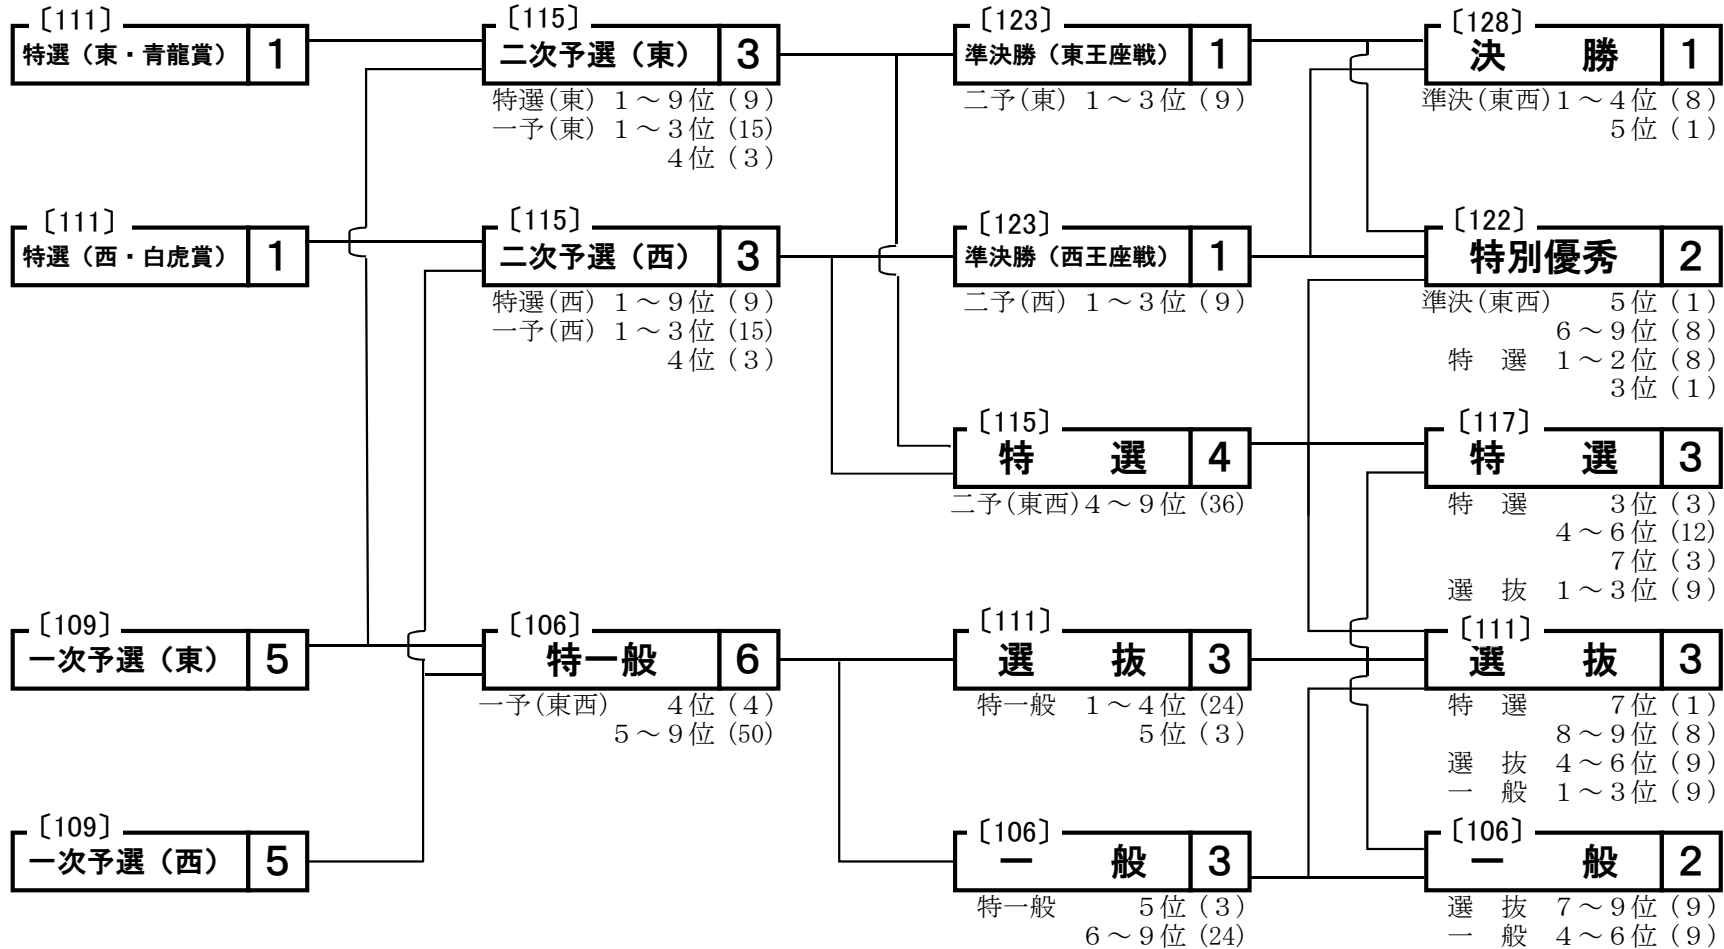 〔111〕
特選（東・青龍賞） 1
〔111〕
特選（西・白虎賞） 1
〔109〕
一次予選（東） 5
〔109〕
一次予選（西） 5
〔115〕
二次予選（東） 3
特選(東) 1～9位 (9)
一予(東) 1～3位 (15)
4位 (3)
〔115〕
二次予選（西） 3
特選(西) 1～9位 (9)
一予(西) 1～3位 (15)
4位 (3)
〔106〕
特一般 6
一予(東西) 4位 (4)
5～9位 (50)
〔123〕
準決勝（東王座戦） 1
二予(東) 1～3位 (9)
〔123〕
準決勝（西王座戦） 1
二予(西) 1～3位 (9)
〔115〕
特 選 4
二予(東西) 4～9位 (36)
〔111〕
選 抜 3
特一般 1～4位 (24)
5位 (3)
〔106〕
一 般 3
特一般 5位 (3)
6～9位 (24)
〔128〕
決 勝 1
準決(東西) 1～4位 (8)
5位 (1)
〔122〕
特別優秀 2
準決(東西) 5位 (1)
6～9位 (8)
特 選 1～2位 (8)
3位 (1)
〔117〕
特 選 3
特 選 3位 (3)
4～6位 (12)
7位 (3)
選 抜 1～3位 (9)
〔111〕
選 抜 3
特 選 7位 (1)
8～9位 (8)
選 抜 4～6位 (9)
一 般 1～3位 (9)
〔106〕
一 般 2
選 抜 7～9位 (9)
一 般 4～6位 (9)